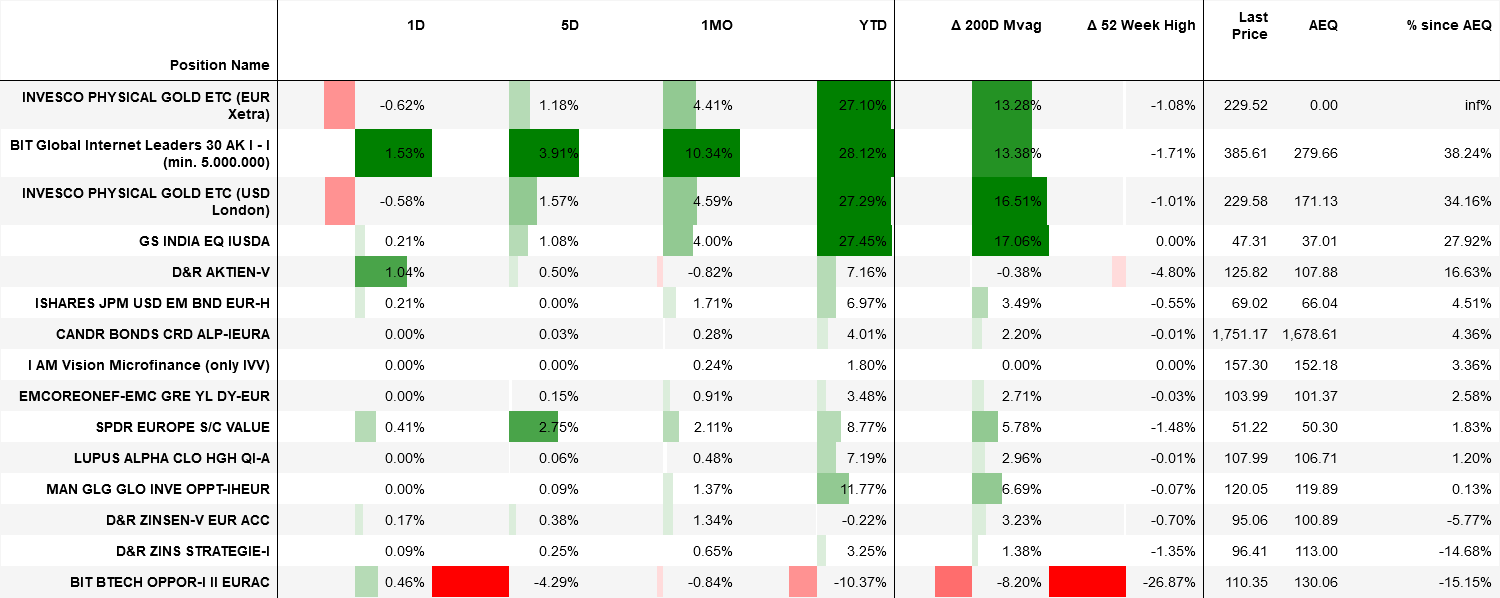 Position Name 1D 5D 1MO YTD Δ 200D Mvag Δ 52 Week High Last Price AEQ % since AEQ
INVESCO PHYSICAL GOLD ETC (EUR Xetra) -0.62% 1.18% 4.41% 27.10% 13.28% -1.08% 229.52 0.00 inf%
BIT Global Internet Leaders 30 AK I - I (min. 5.000.000) 1.53% 3.91% 10.34% 28.12% 13.38% -1.71% 385.61 279.66 38.24%
INVESCO PHYSICAL GOLD ETC (USD London) -0.58% 1.57% 4.59% 27.29% 16.51% -1.01% 229.58 171.13 34.16%
GS INDIA EQ IUSDA 0.21% 1.08% 4.00% 27.45% 17.06% 0.00% 47.31 37.01 27.92%
D&R AKTIEN-V 1.04% 0.50% -0.82% 7.16% -0.38% -4.80% 125.82 107.88 16.63%
ISHARES JPM USD EM BND EUR-H 0.21% 0.00% 1.71% 6.97% 3.49% -0.55% 69.02 66.04 4.51%
CANDR BONDS CRD ALP-IEURA 0.00% 0.03% 0.28% 4.01% 2.20% -0.01% 1,751.17 1,678.61 4.36%
I AM Vision Microfinance (only IVV) 0.00% 0.00% 0.24% 1.80% 0.00% 0.00% 157.30 152.18 3.36%
EMCOREONEF-EMC GRE YL DY-EUR 0.00% 0.15% 0.91% 3.48% 2.71% -0.03% 103.99 101.37 2.58%
SPDR EUROPE S/C VALUE 0.41% 2.75% 2.11% 8.77% 5.78% -1.48% 51.22 50.30 1.83%
LUPUS ALPHA CLO HGH QI-A 0.00% 0.06% 0.48% 7.19% 2.96% -0.01% 107.99 106.71 1.20%
MAN GLG GLO INVE OPPT-IHEUR 0.00% 0.09% 1.37% 11.77% 6.69% -0.07% 120.05 119.89 0.13%
D&R ZINSEN-V EUR ACC 0.17% 0.38% 1.34% -0.22% 3.23% -0.70% 95.06 100.89 -5.77%
D&R ZINS STRATEGIE-I 0.09% 0.25% 0.65% 3.25% 1.38% -1.35% 96.41 113.00 -14.68%
BIT BTECH OPPOR-I II EURAC 0.46% -4.29% -0.84% -10.37% -8.20% -26.87% 110.35 130.06 -15.15%